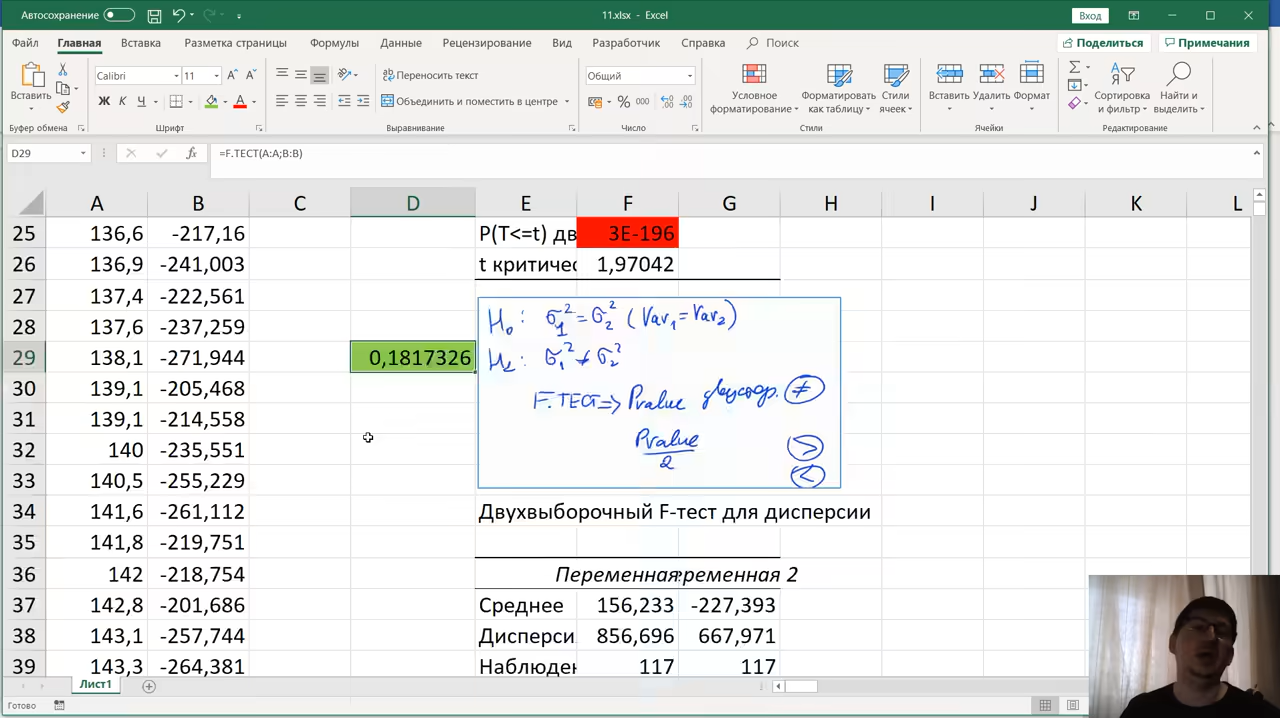 Автосохранение
11.xlsx - Excel
Вход
Файл Главная Вставка Разметка страницы Формулы Данные Рецензирование Вид Разработчик Справка Поиск Поделиться Примечания
Вставить
Calibri 11
Ж К Ч
Переносить текст
Объединить и поместить в центре
Общий
% 000
Условное форматирование
Форматировать как таблицу
Стили ячеек
Вставить Удалить Формат
Сортировка и фильтр
Найти и выделить
Буфер обмена Шрифт Выравнивание Число Стили Ячейки Редактирование
D29 fx =F.ТЕСТ(A:A;B:B)
A B C D E F G H I J K L
25 136,6 -217,16 P(T<=t) дв 3E-196
26 136,9 -241,003 t критичес 1,97042
27 137,4 -222,561
28 137,6 -237,259
29 138,1 -271,944 0,1817326
30 139,1 -205,468
31 139,1 -214,558
32 140 -235,551
33 140,5 -255,229
34 141,6 -261,112 Двухвыборочный F-тест для дисперсии
35 141,8 -219,751
36 142 -218,754 Переменная ременная 2
37 142,8 -201,686 Среднее 156,233 -227,393
38 143,1 -257,744 Дисперси 856,696 667,971
39 143,3 -264,381 Наблюден 117 117
H₀: σ₁² = σ₂² (Var₁ = Var₂)
σ₁² ≠ σ₂²
F.ТЕСТ => Pvalue двустор. ≠
Pvalue
2
>
<
Лист1
Готово